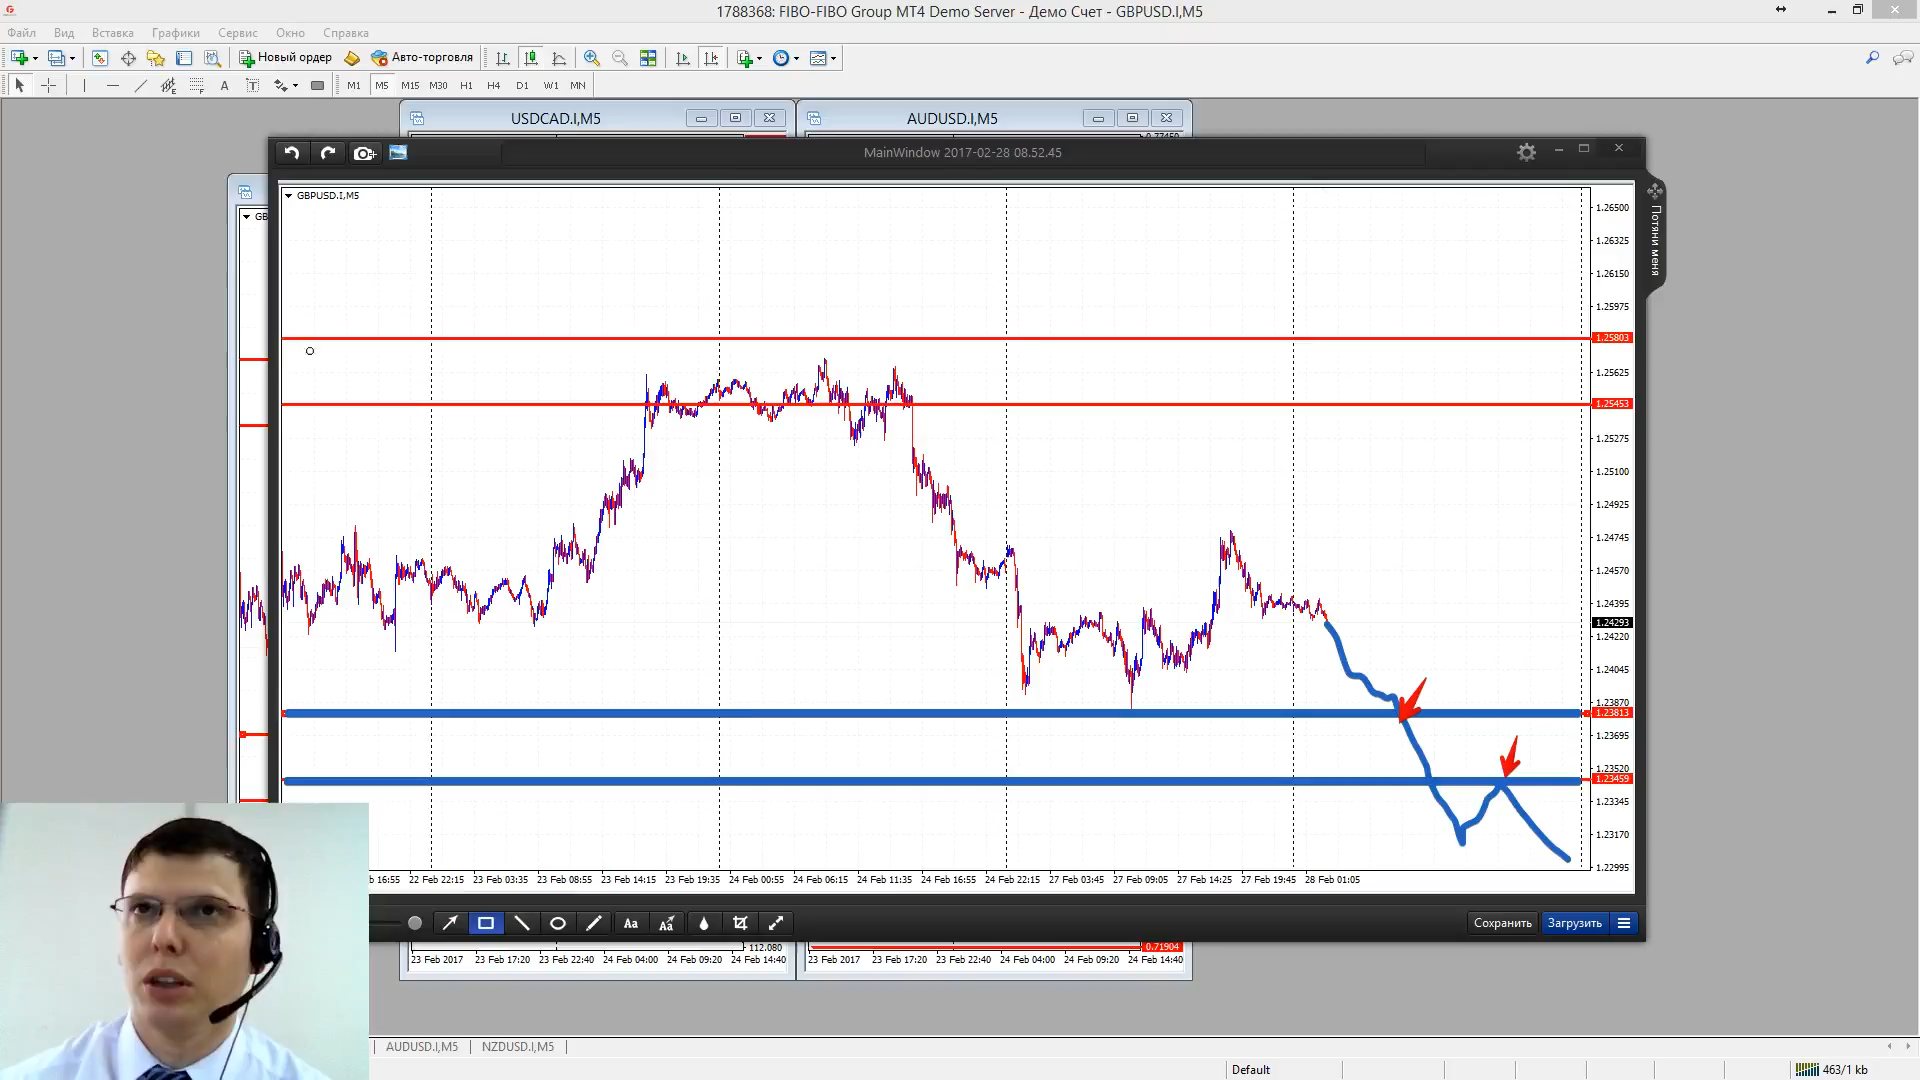 1788368: FIBO-FIBO Group MT4 Demo Server - Демо Счет - GBPUSD.I,M5
Файл Вид Вставка Графики Сервис Окно Справка
Новый ордер Авто-торговля
A T M1 M5 M15 M30 H1 H4 D1 W1 MN
USDCAD.I,M5 AUDUSD.I,M5
MainWindow 2017-02-28 08.52.45
GBPUSD.I,M5
GB
Потяни меня
1.26500
1.26325
1.26150
1.25975
1.25803
1.25625
1.25453
1.25275
1.25100
1.24925
1.24745
1.24570
1.24395
1.24293
1.24220
1.24045
1.23870
1.23813
1.23695
1.23520
1.23459
1.23345
1.23170
1.22995
16:55 22 Feb 22:15 23 Feb 03:35 23 Feb 08:55 23 Feb 14:15 23 Feb 19:35 24 Feb 00:55 24 Feb 06:15 24 Feb 11:35 24 Feb 16:55 24 Feb 22:15 27 Feb 03:45 27 Feb 09:05 27 Feb 14:25 27 Feb 19:45 28 Feb 01:05
Aa Aa Сохранить Загрузить
112.080 0.71904
23 Feb 2017 23 Feb 17:20 23 Feb 22:40 24 Feb 04:00 24 Feb 09:20 24 Feb 14:40 23 Feb 2017 23 Feb 17:20 23 Feb 22:40 24 Feb 04:00 24 Feb 09:20 24 Feb 14:40
AUDUSD.I,M5 NZDUSD.I,M5
Default 463/1 kb